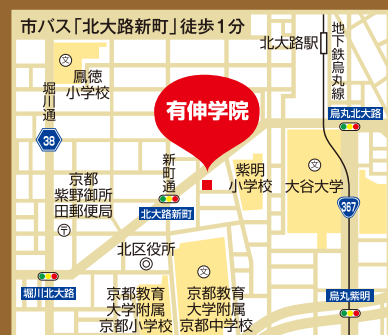 市バス「北大路新町」徒歩1分
北大路駅
地下鉄烏丸線
鳳徳
小学校
堀川通
38
有伸学院
烏丸北大路
新町通
紫明
小学校
大谷大学
京都
紫野御所
田郵便局
北大路新町
367
北区役所
堀川北大路
京都教育
大学附属
京都小学校
京都教育
大学附属
京都中学校
烏丸紫明